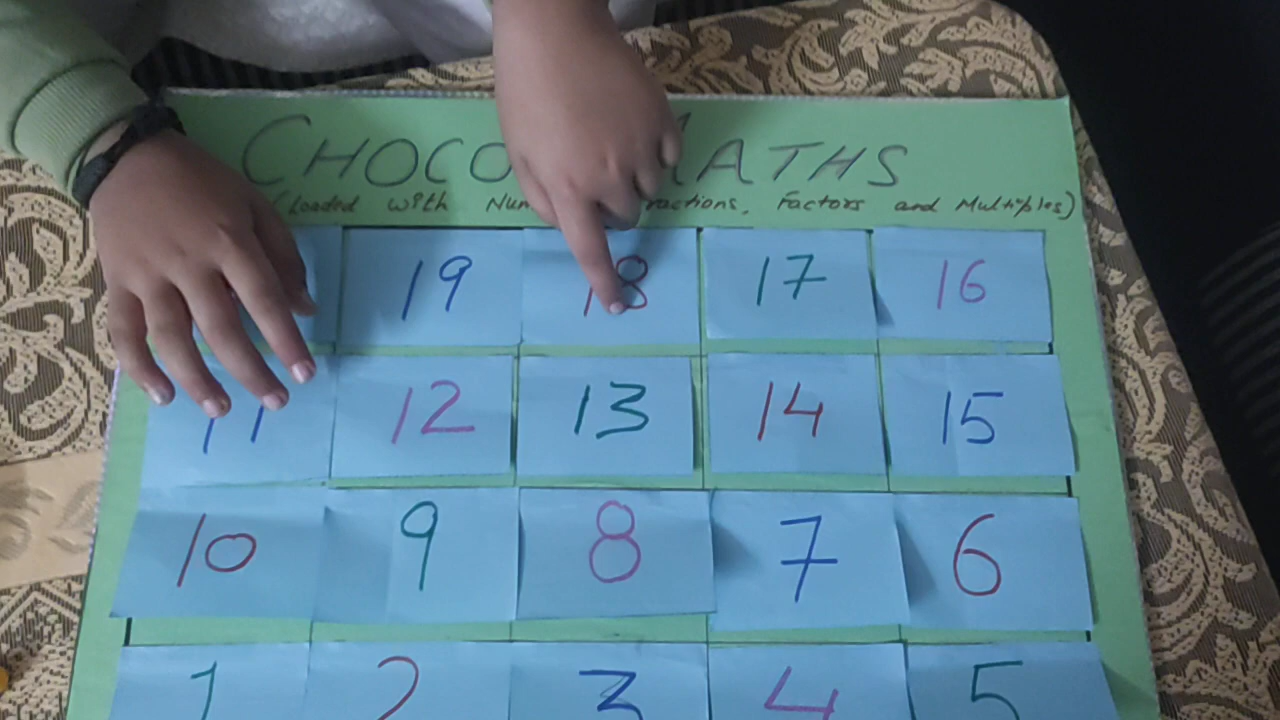 CHOCO MATHS
(Loaded with Factors and Multiples)
19 18 17 16
11 12 13 14 15
10 9 8 7 6
1 2 3 4 5